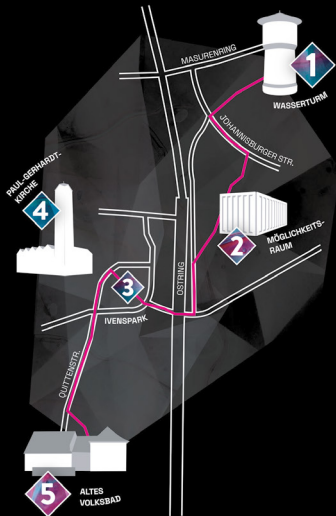 MASURENRING
1
WASSERTURM
JOHANNISBURGER STR.
PAUL-GERHARDT-
KIRCHE
4
2
MÖGLICHKEITS-
RAUM
OSTRING
3
IVENSPARK
QUITTENSTR.
5
ALTES
VOLKSBAD